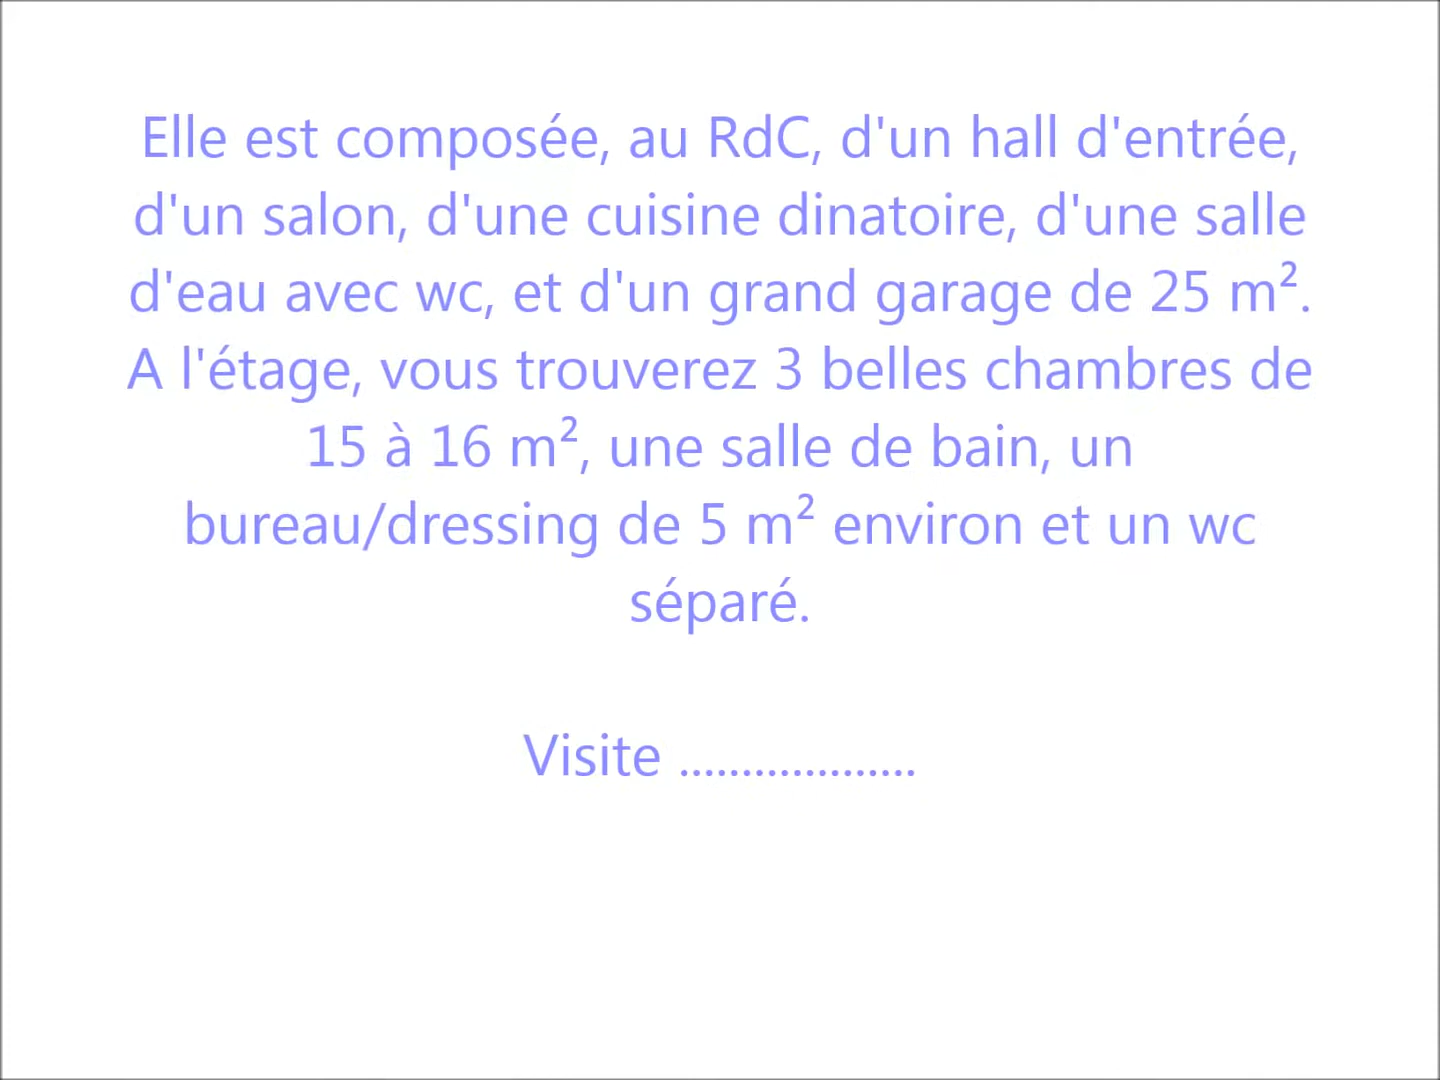 Elle est composée, au RdC, d'un hall d'entrée,
d'un salon, d'une cuisine dinatoire, d'une salle
d'eau avec wc, et d'un grand garage de 25 m².
A l'étage, vous trouverez 3 belles chambres de
15 à 16 m², une salle de bain, un
bureau/dressing de 5 m² environ et un wc
séparé.
Visite ...................